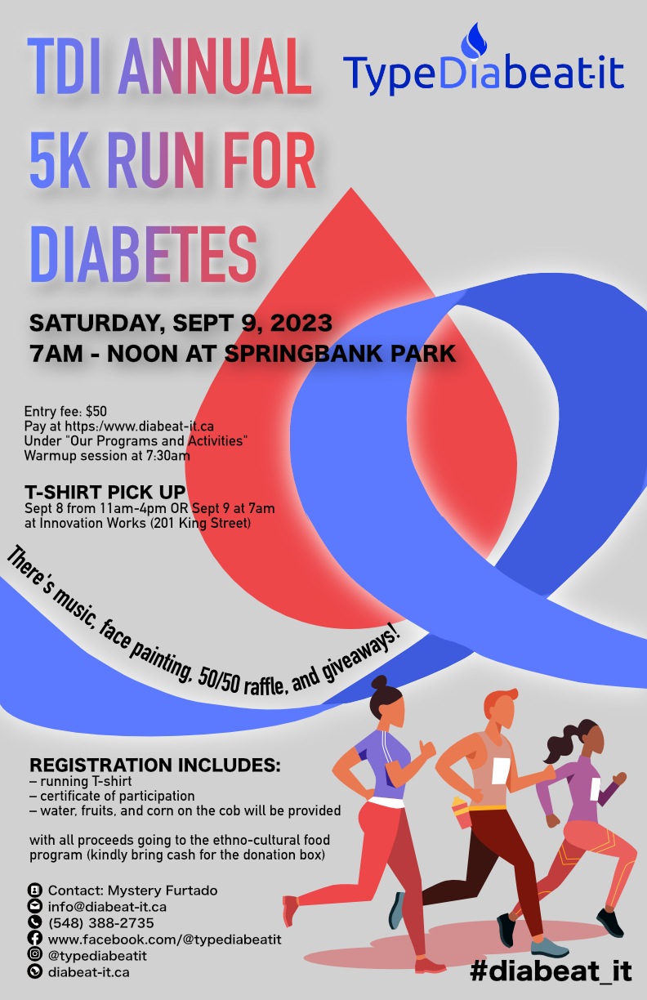 TDI ANNUAL
TypeDiabeat-it
5K RUN FOR
DIABETES
SATURDAY, SEPT 9, 2023
7AM - NOON AT SPRINGBANK PARK
Entry fee: $50
Pay at https:/www.diabeat-it.ca
Under "Our Programs and Activities"
Warmup session at 7:30am
T-SHIRT PICK UP
Sept 8 from 11am-4pm OR Sept 9 at 7am
at Innovation Works (201 King Street)
There's music, face painting, 50/50 raffle, and giveaways!
REGISTRATION INCLUDES:
– running T-shirt
– certificate of participation
– water, fruits, and corn on the cob will be provided
with all proceeds going to the ethno-cultural food
program (kindly bring cash for the donation box)
Contact: Mystery Furtado
info@diabeat-it.ca
(548) 388-2735
www.facebook.com/@typediabeatit
@typediabeatit
diabeat-it.ca
#diabeat_it